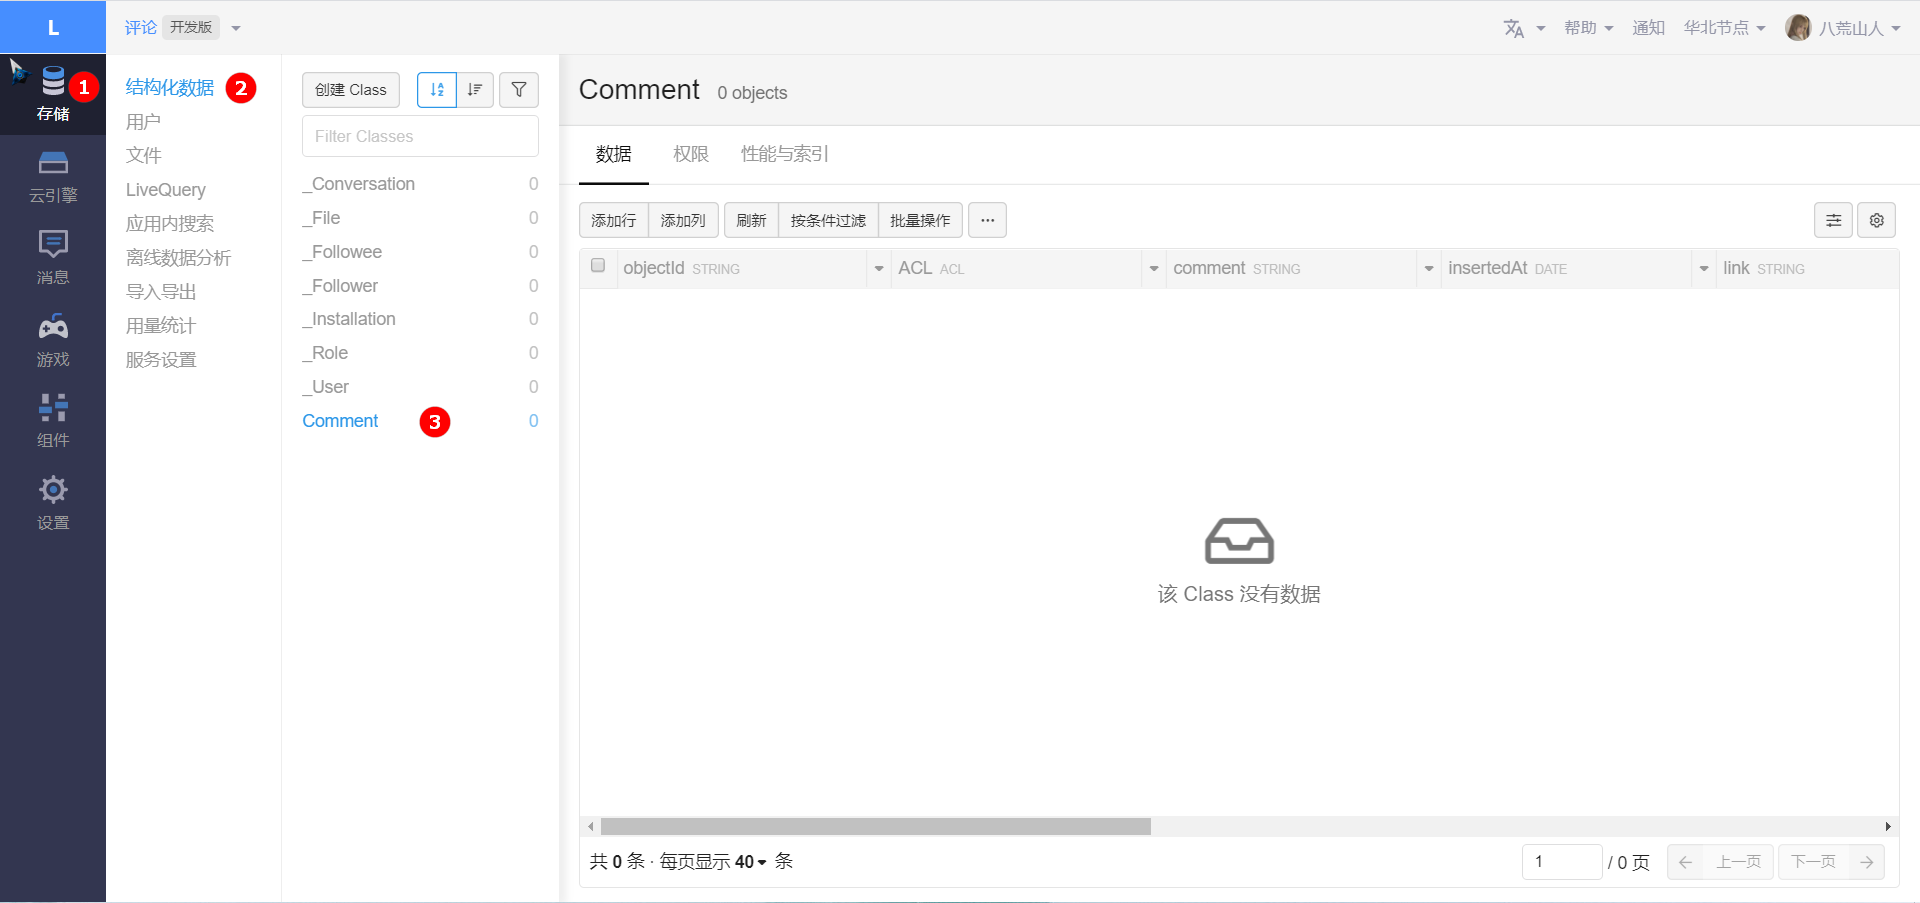 L
评论 开发版
帮助 通知 华北节点 八荒山人
1
存储
云引擎
消息
游戏
组件
设置
结构化数据 2
用户
文件
LiveQuery
应用内搜索
离线数据分析
导入导出
用量统计
服务设置
创建 Class
Filter Classes
_Conversation 0
_File 0
_Followee 0
_Follower 0
_Installation 0
_Role 0
_User 0
Comment 3 0
Comment 0 objects
数据 权限 性能与索引
添加行 添加列 刷新 按条件过滤 批量操作 ···
objectId STRING ACL ACL comment STRING insertedAt DATE link STRING
该 Class 没有数据
共 0 条 · 每页显示 40 条
1 / 0 页 上一页 下一页